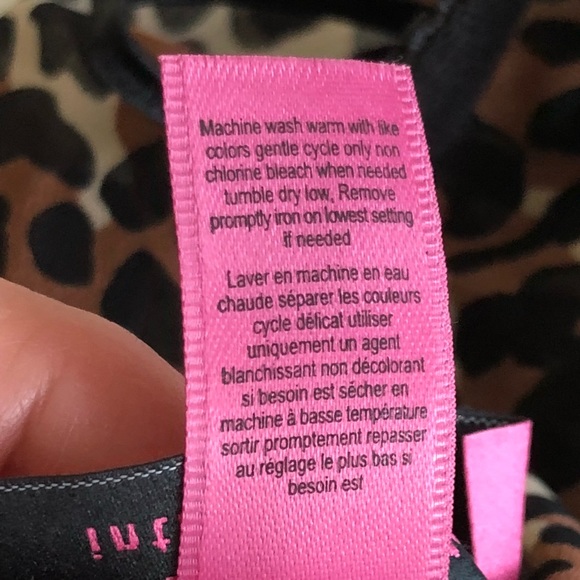 Machine wash warm with like
colors gentle cycle only non
chlorine bleach when needed
tumble dry low, Remove
promptly iron on lowest setting
if needed
Laver en machine en eau
chaude séparer les couleurs
cycle délicat utiliser
uniquement un agent
blanchissant non décolorant
si besoin est sécher en
machine à basse température
sortir promptement repasser
au réglage le plus bas si
besoin est